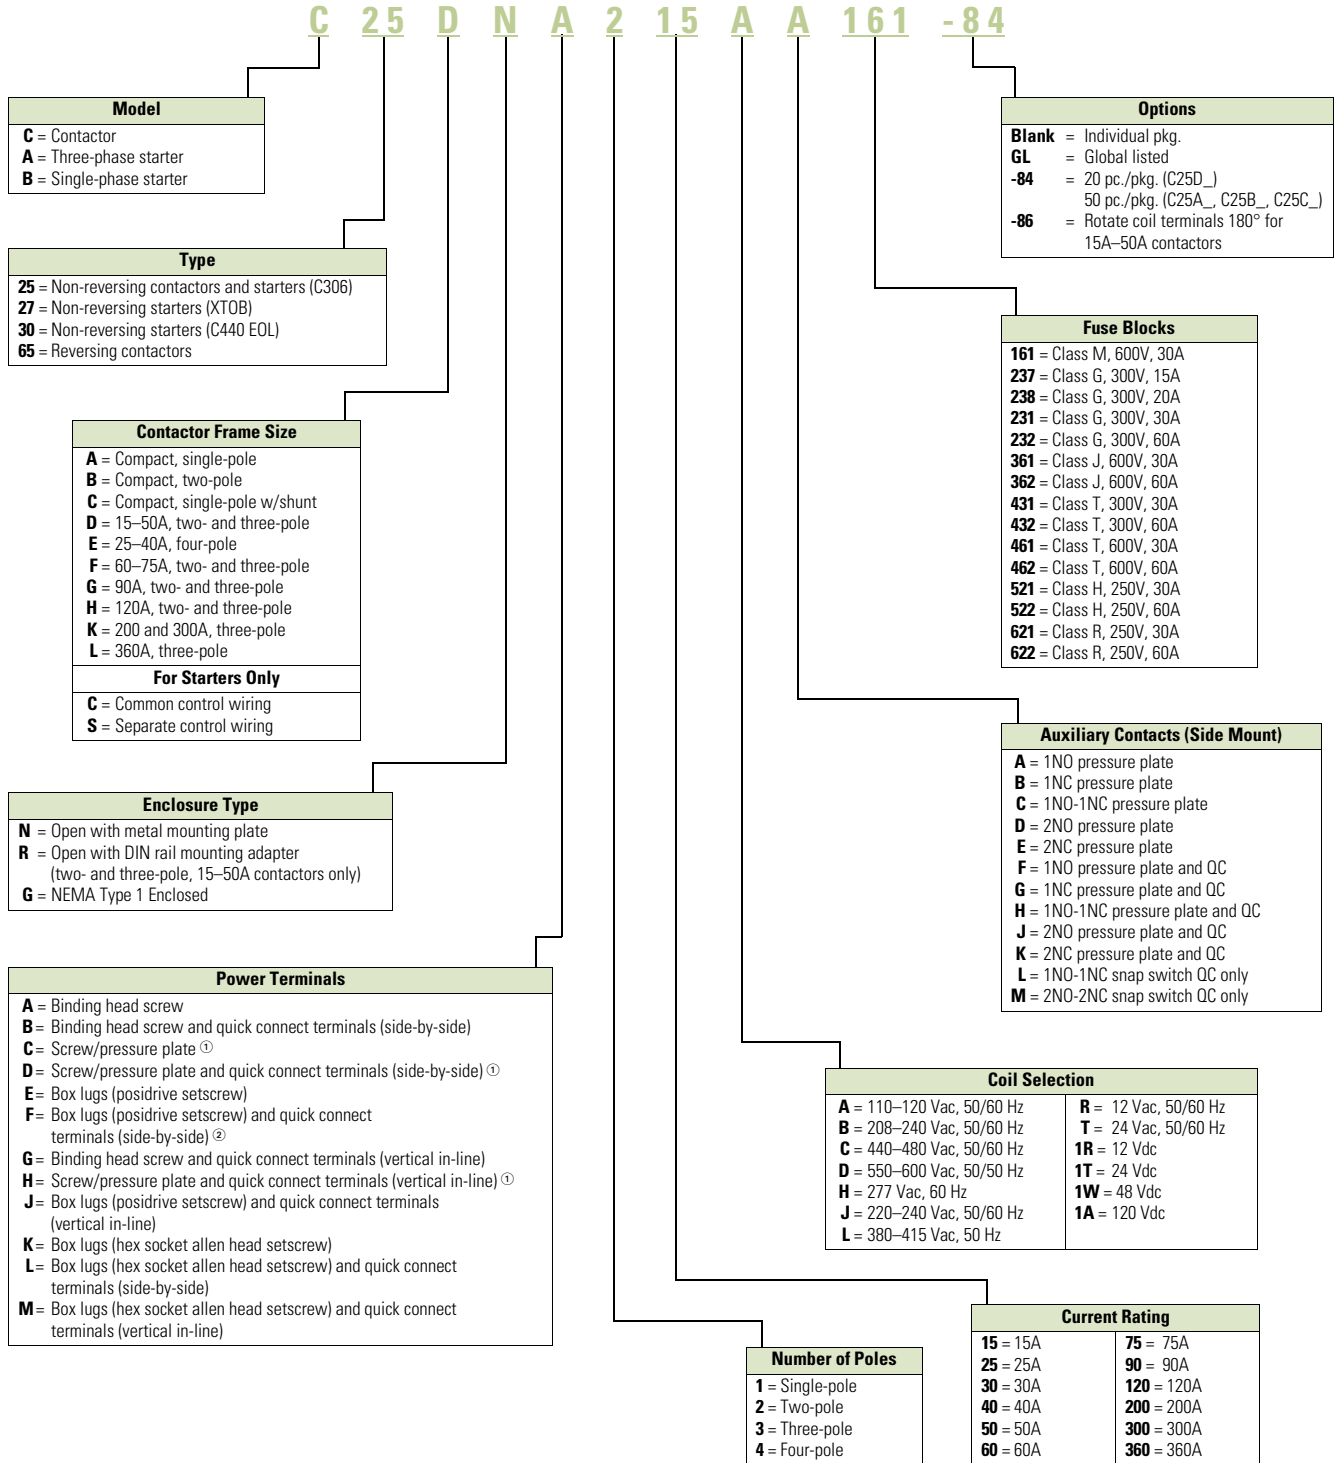 C 25 D N A 2 15 A A 161 -84
Model
C = Contactor
A = Three-phase starter
B = Single-phase starter
Type
25 = Non-reversing contactors and starters (C306)
27 = Non-reversing starters (XTOB)
30 = Non-reversing starters (C440 EOL)
65 = Reversing contactors
Contactor Frame Size
A = Compact, single-pole
B = Compact, two-pole
C = Compact, single-pole w/shunt
D = 15–50A, two- and three-pole
E = 25–40A, four-pole
F = 60–75A, two- and three-pole
G = 90A, two- and three-pole
H = 120A, two- and three-pole
K = 200 and 300A, three-pole
L = 360A, three-pole
For Starters Only
C = Common control wiring
S = Separate control wiring
Enclosure Type
N = Open with metal mounting plate
R = Open with DIN rail mounting adapter
(two- and three-pole, 15–50A contactors only)
G = NEMA Type 1 Enclosed
Power Terminals
A = Binding head screw
B = Binding head screw and quick connect terminals (side-by-side)
C = Screw/pressure plate ①
D = Screw/pressure plate and quick connect terminals (side-by-side) ①
E = Box lugs (posidrive setscrew)
F = Box lugs (posidrive setscrew) and quick connect
terminals (side-by-side) ②
G = Binding head screw and quick connect terminals (vertical in-line)
H = Screw/pressure plate and quick connect terminals (vertical in-line) ①
J = Box lugs (posidrive setscrew) and quick connect terminals
(vertical in-line)
K = Box lugs (hex socket allen head setscrew)
L = Box lugs (hex socket allen head setscrew) and quick connect
terminals (side-by-side)
M = Box lugs (hex socket allen head setscrew) and quick connect
terminals (vertical in-line)
Options
Blank = Individual pkg.
GL = Global listed
-84 = 20 pc./pkg. (C25D_)
50 pc./pkg. (C25A_, C25B_, C25C_)
-86 = Rotate coil terminals 180° for
15A–50A contactors
Fuse Blocks
161 = Class M, 600V, 30A
237 = Class G, 300V, 15A
238 = Class G, 300V, 20A
231 = Class G, 300V, 30A
232 = Class G, 300V, 60A
361 = Class J, 600V, 30A
362 = Class J, 600V, 60A
431 = Class T, 300V, 30A
432 = Class T, 300V, 60A
461 = Class T, 600V, 30A
462 = Class T, 600V, 60A
521 = Class H, 250V, 30A
522 = Class H, 250V, 60A
621 = Class R, 250V, 30A
622 = Class R, 250V, 60A
Auxiliary Contacts (Side Mount)
A = 1NO pressure plate
B = 1NC pressure plate
C = 1NO-1NC pressure plate
D = 2NO pressure plate
E = 2NC pressure plate
F = 1NO pressure plate and QC
G = 1NC pressure plate and QC
H = 1NO-1NC pressure plate and QC
J = 2NO pressure plate and QC
K = 2NC pressure plate and QC
L = 1NO-1NC snap switch QC only
M = 2NO-2NC snap switch QC only
Coil Selection
A = 110–120 Vac, 50/60 Hz
B = 208–240 Vac, 50/60 Hz
C = 440–480 Vac, 50/60 Hz
D = 550–600 Vac, 50/50 Hz
H = 277 Vac, 60 Hz
J = 220–240 Vac, 50/60 Hz
L = 380–415 Vac, 50 Hz
R = 12 Vac, 50/60 Hz
T = 24 Vac, 50/60 Hz
1R = 12 Vdc
1T = 24 Vdc
1W = 48 Vdc
1A = 120 Vdc
Number of Poles
1 = Single-pole
2 = Two-pole
3 = Three-pole
4 = Four-pole
Current Rating
15 = 15A
25 = 25A
30 = 30A
40 = 40A
50 = 50A
60 = 60A
75 = 75A
90 = 90A
120 = 120A
200 = 200A
300 = 300A
360 = 360A